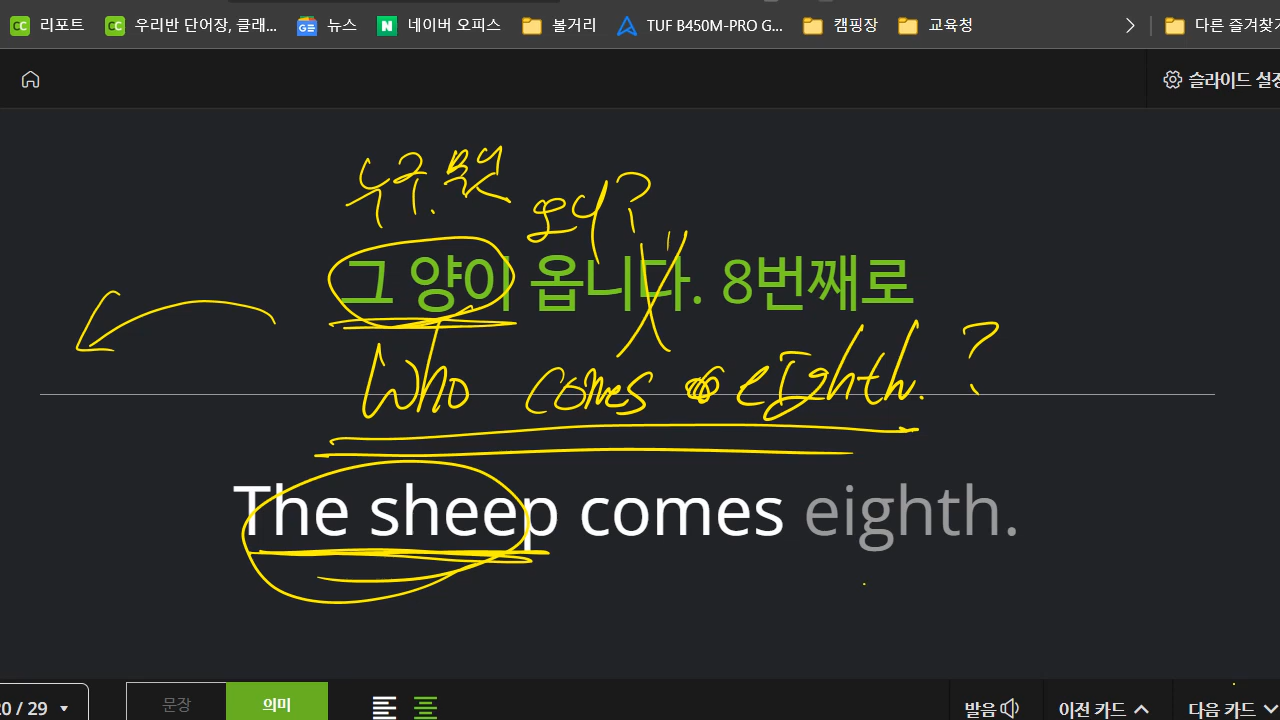 리포트 우리반 단어장, 클래... 뉴스 네이버 오피스 볼거리 TUF B450M-PRO G... 캠핑장 교육청 다른 즐겨찾기
슬라이드 설정
누구.무엇
오니?
그 양이 옵니다. 8번째로
Who comes eighth. ?
The sheep comes eighth.
20 / 29 문장 의미 발음 이전 카드 다음 카드